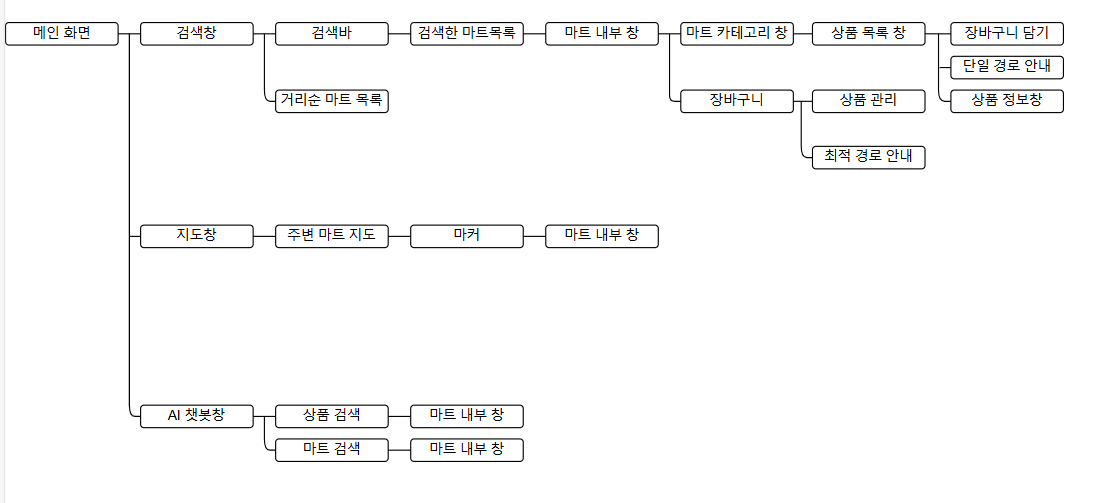 메인 화면
검색창
검색바
검색한 마트목록
마트 내부 창
마트 카테고리 창
상품 목록 창
장바구니 담기
단일 경로 안내
거리순 마트 목록
장바구니
상품 관리
상품 정보창
최적 경로 안내
지도창
주변 마트 지도
마커
마트 내부 창
AI 챗봇창
상품 검색
마트 내부 창
마트 검색
마트 내부 창